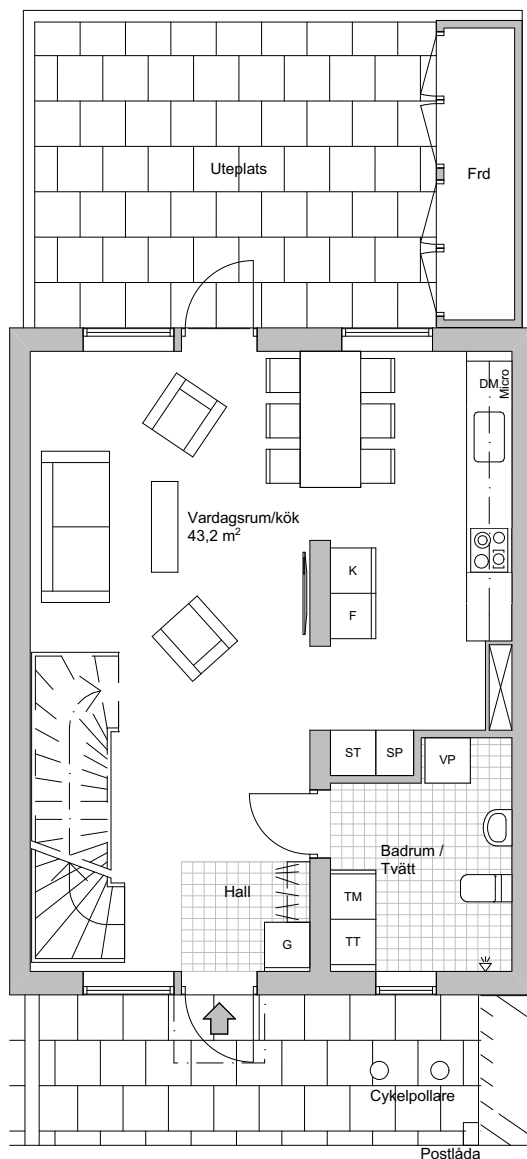 Uteplats
Frd
DM
Micro
Vardagsrum/kök
43,2 m²
K
F
ST
SP
VP
Badrum /
Tvätt
Hall
TM
G
TT
Cykelpollare
Postlåda